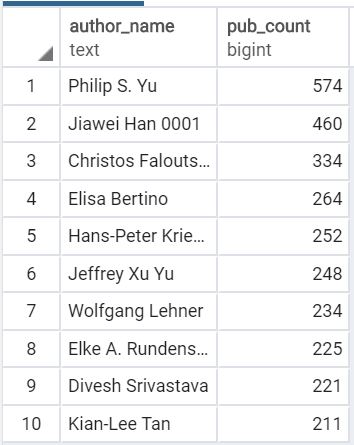 author_name pub_count
text bigint
1 Philip S. Yu 574
2 Jiawei Han 0001 460
3 Christos Falouts… 334
4 Elisa Bertino 264
5 Hans-Peter Krie… 252
6 Jeffrey Xu Yu 248
7 Wolfgang Lehner 234
8 Elke A. Rundens… 225
9 Divesh Srivastava 221
10 Kian-Lee Tan 211